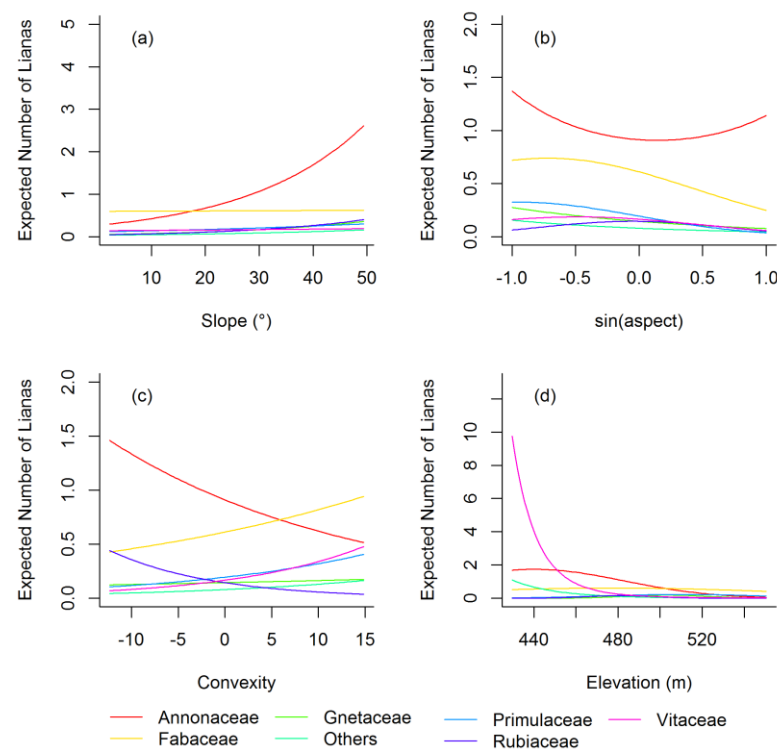 (a)
Expected Number of Lianas
5
4
3
2
1
0
10 20 30 40 50
Slope (°)
(b)
Expected Number of Lianas
2.0
1.5
1.0
0.5
0.0
-1.0 -0.5 0.0 0.5 1.0
sin(aspect)
(c)
Expected Number of Lianas
2.0
1.5
1.0
0.5
0.0
-10 -5 0 5 10 15
Convexity
(d)
Expected Number of Lianas
10
8
6
4
2
0
440 480 520
Elevation (m)
Annonaceae Gnetaceae Primulaceae Vitaceae
Fabaceae Others Rubiaceae